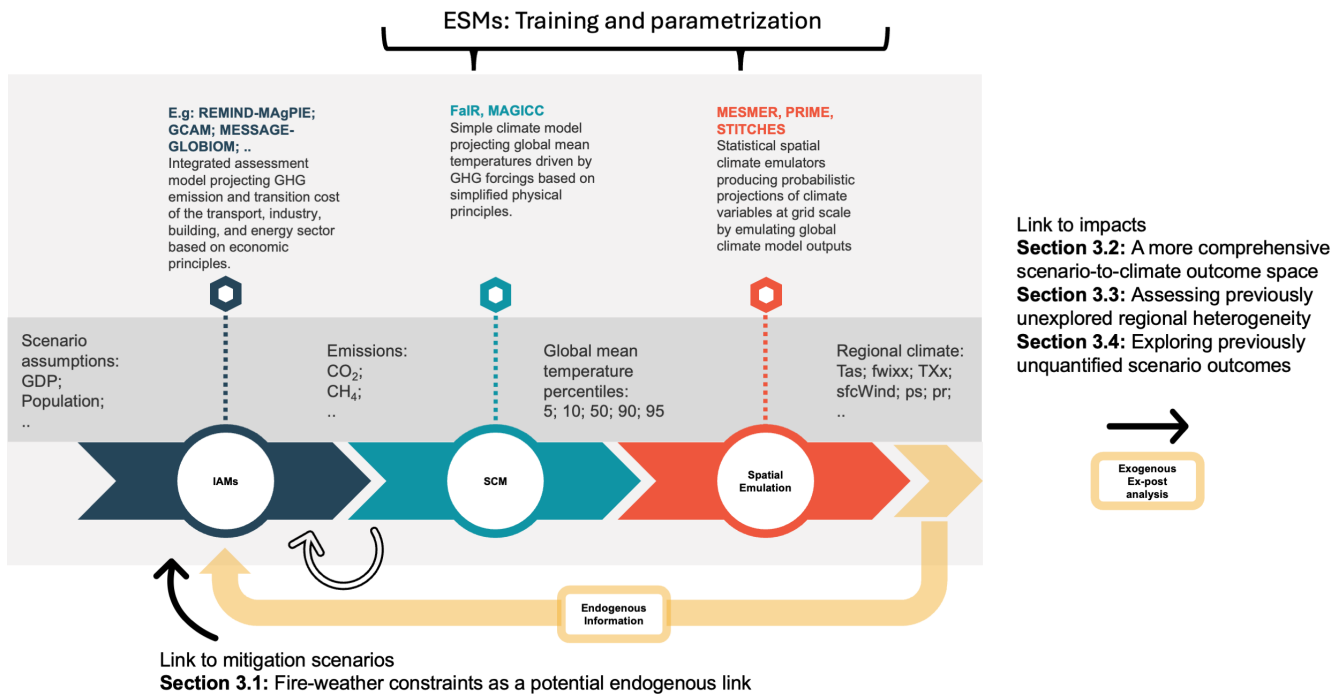 ESMs: Training and parametrization
E.g: REMIND-MAgPIE;
GCAM; MESSAGE-
GLOBIOM; ..
Integrated assessment
model projecting GHG
emission and transition cost
of the transport, industry,
building, and energy sector
based on economic
principles.
FaIR, MAGICC
Simple climate model
projecting global mean
temperatures driven by
GHG forcings based on
simplified physical
principles.
MESMER, PRIME,
STITCHES
Statistical spatial
climate emulators
producing probabilistic
projections of climate
variables at grid scale
by emulating global
climate model outputs
Scenario
assumptions:
GDP;
Population;
..
Emissions:
CO₂;
CH₄;
..
Global mean
temperature
percentiles:
5; 10; 50; 90; 95
Regional climate:
Tas; fwixx; TXx;
sfcWind; ps; pr;
..
IAMs
SCM
Spatial
Emulation
Link to impacts
Section 3.2: A more comprehensive
scenario-to-climate outcome space
Section 3.3: Assessing previously
unexplored regional heterogeneity
Section 3.4: Exploring previously
unquantified scenario outcomes
Exogenous
Ex-post
analysis
Endogenous
Information
Link to mitigation scenarios
Section 3.1: Fire-weather constraints as a potential endogenous link